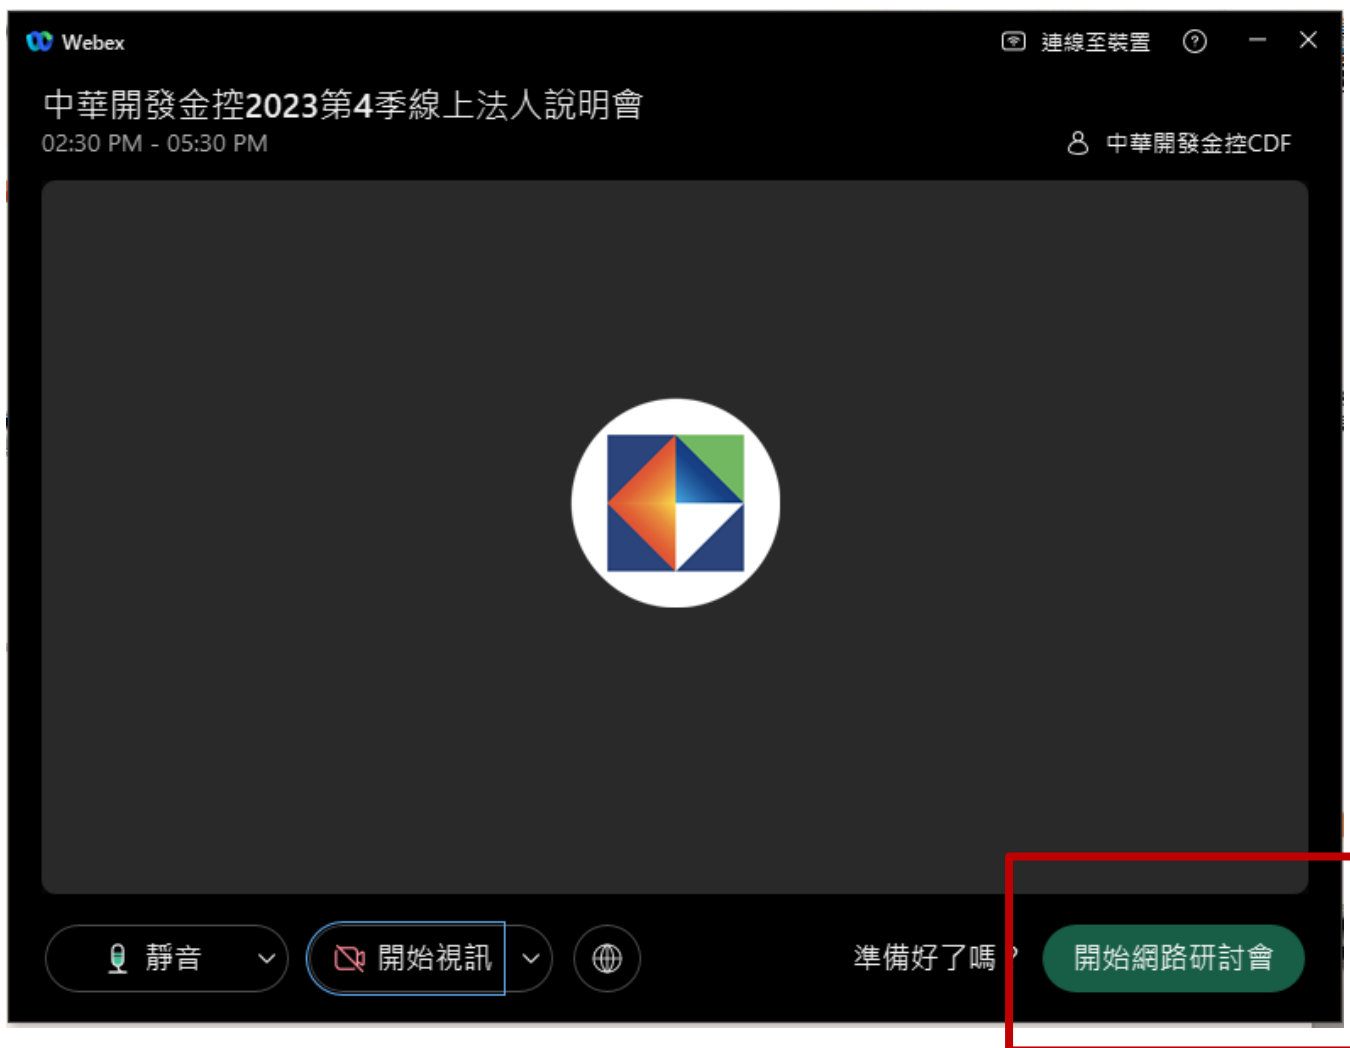 Webex
連線至裝置
中華開發金控2023第4季線上法人說明會
02:30 PM - 05:30 PM
中華開發金控CDF
靜音
開始視訊
準備好了嗎？
開始網路研討會